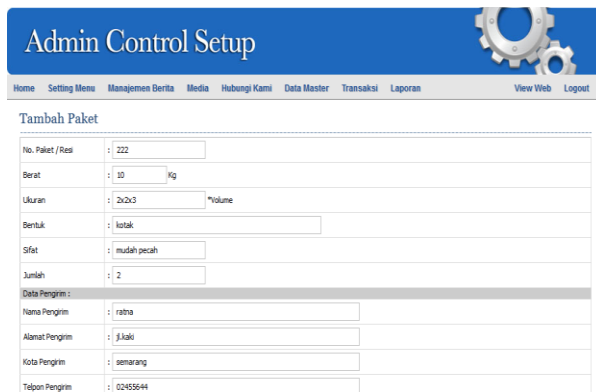 Admin Control Setup
Home Setting Menu Manajemen Berita Media Hubungi Kami Data Master Transaksi Laporan View Web Logout
Tambah Paket
No. Paket / Resi : 222
Berat : 10 Kg
Ukuran : 2x2x3 *Volume
Bentuk : kotak
Sifat : mudah pecah
Jumlah : 2
Data Pengirim :
Nama Pengirim : ratna
Alamat Pengirim : jl.kaki
Kota Pengirim : semarang
Telpon Pengirim : 02455644